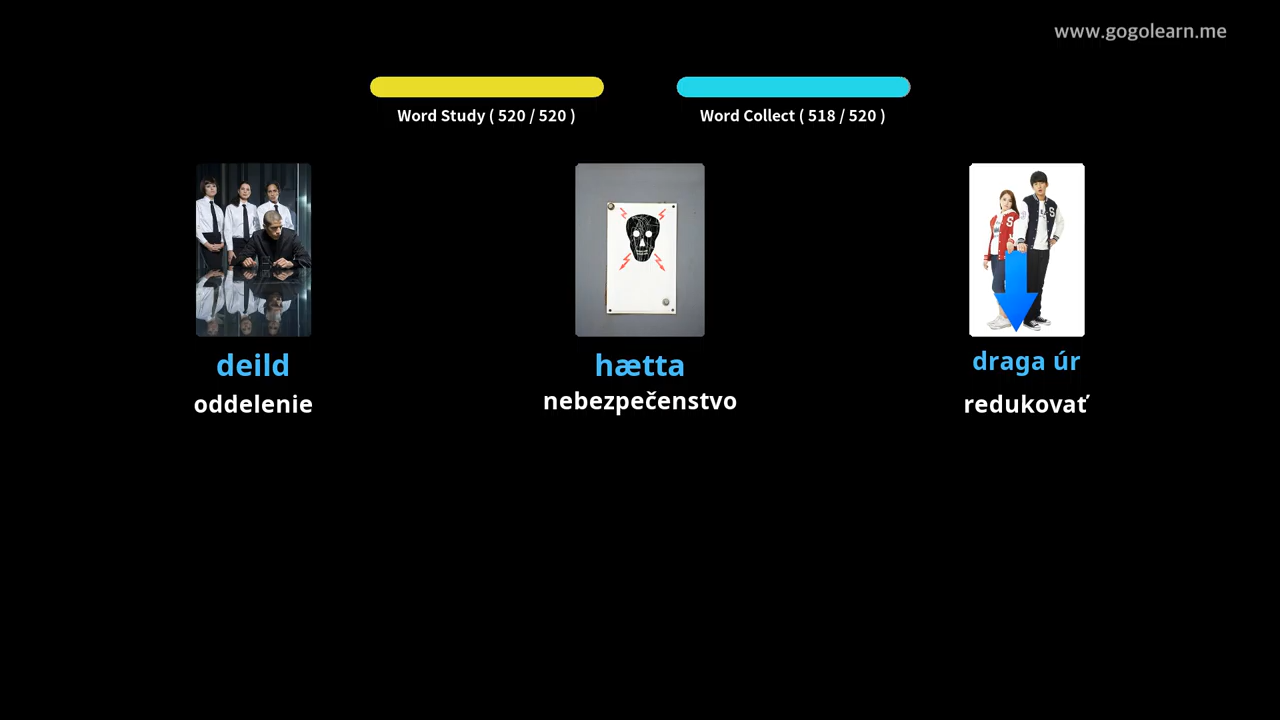 www.gogolearn.me
Word Study ( 520 / 520 )
Word Collect ( 518 / 520 )
deild
hætta
draga úr
oddelenie
nebezpečenstvo
redukovať